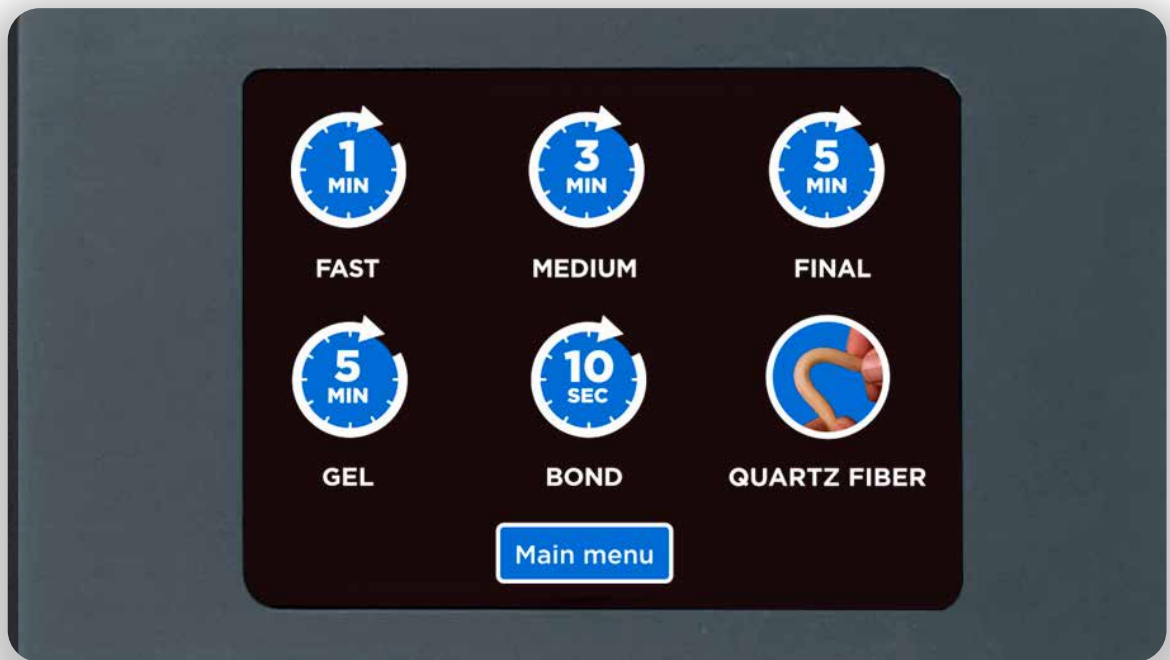 1
MIN
3
MIN
5
MIN
FAST
MEDIUM
FINAL
5
MIN
10
SEC
GEL
BOND
QUARTZ FIBER
Main menu